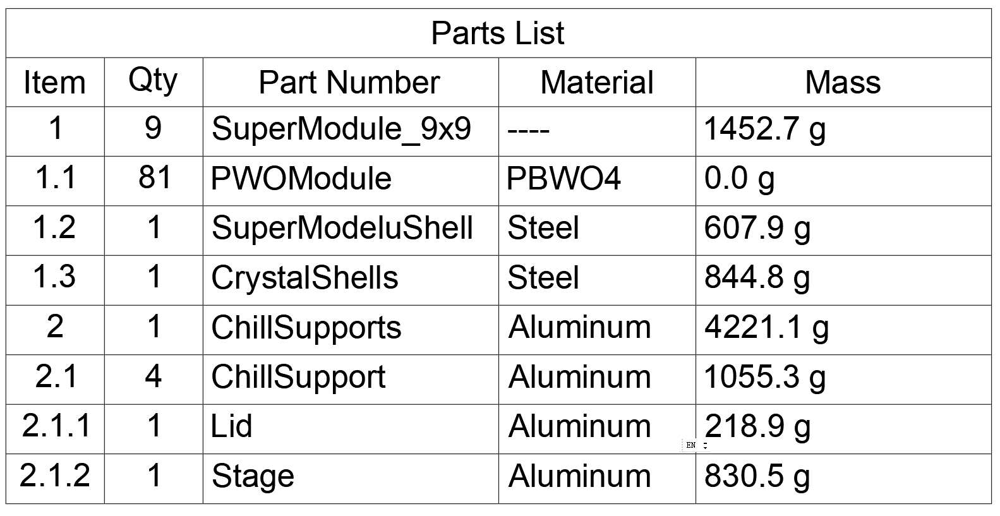 Parts List
Item Qty Part Number Material Mass
1 9 SuperModule_9x9 ---- 1452.7 g
1.1 81 PWOModule PBWO4 0.0 g
1.2 1 SuperModeluShell Steel 607.9 g
1.3 1 CrystalShells Steel 844.8 g
2 1 ChillSupports Aluminum 4221.1 g
2.1 4 ChillSupport Aluminum 1055.3 g
2.1.1 1 Lid Aluminum 218.9 g
EN
2.1.2 1 Stage Aluminum 830.5 g